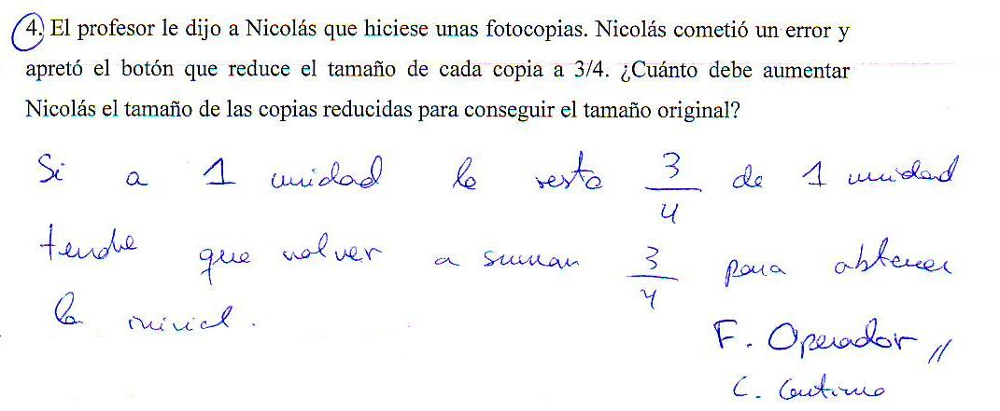 4. El profesor le dijo a Nicolás que hiciese unas fotocopias. Nicolás cometió un error y
apretó el botón que reduce el tamaño de cada copia a 3/4. ¿Cuánto debe aumentar
Nicolás el tamaño de las copias reducidas para conseguir el tamaño original?
Si a 1 unidad le resto 3/4 de 1 unidad
tendre que volver a sumar 3/4 para obtener
la inicial.
F. Operador //
C. Continuo